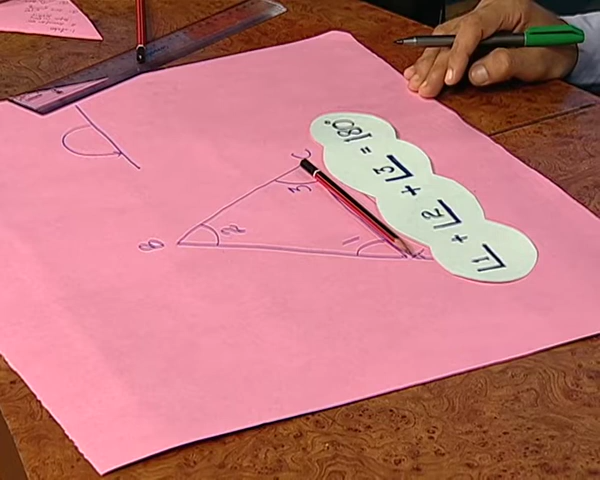 ∠1 + ∠2 + ∠3 = 180°
C
3
B
2
1
A